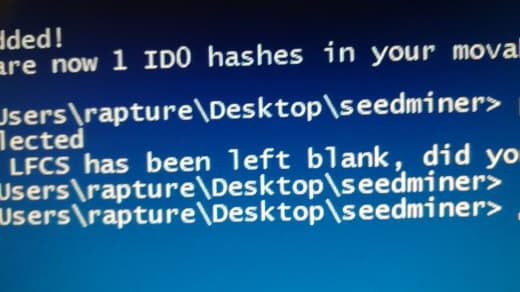 dded!
are now 1 ID0 hashes in your mova
Users\rapture\Desktop\seedminer>
lected
LFCS has been left blank, did yo
Users\rapture\Desktop\seedminer>
Users\rapture\Desktop\seedminer>